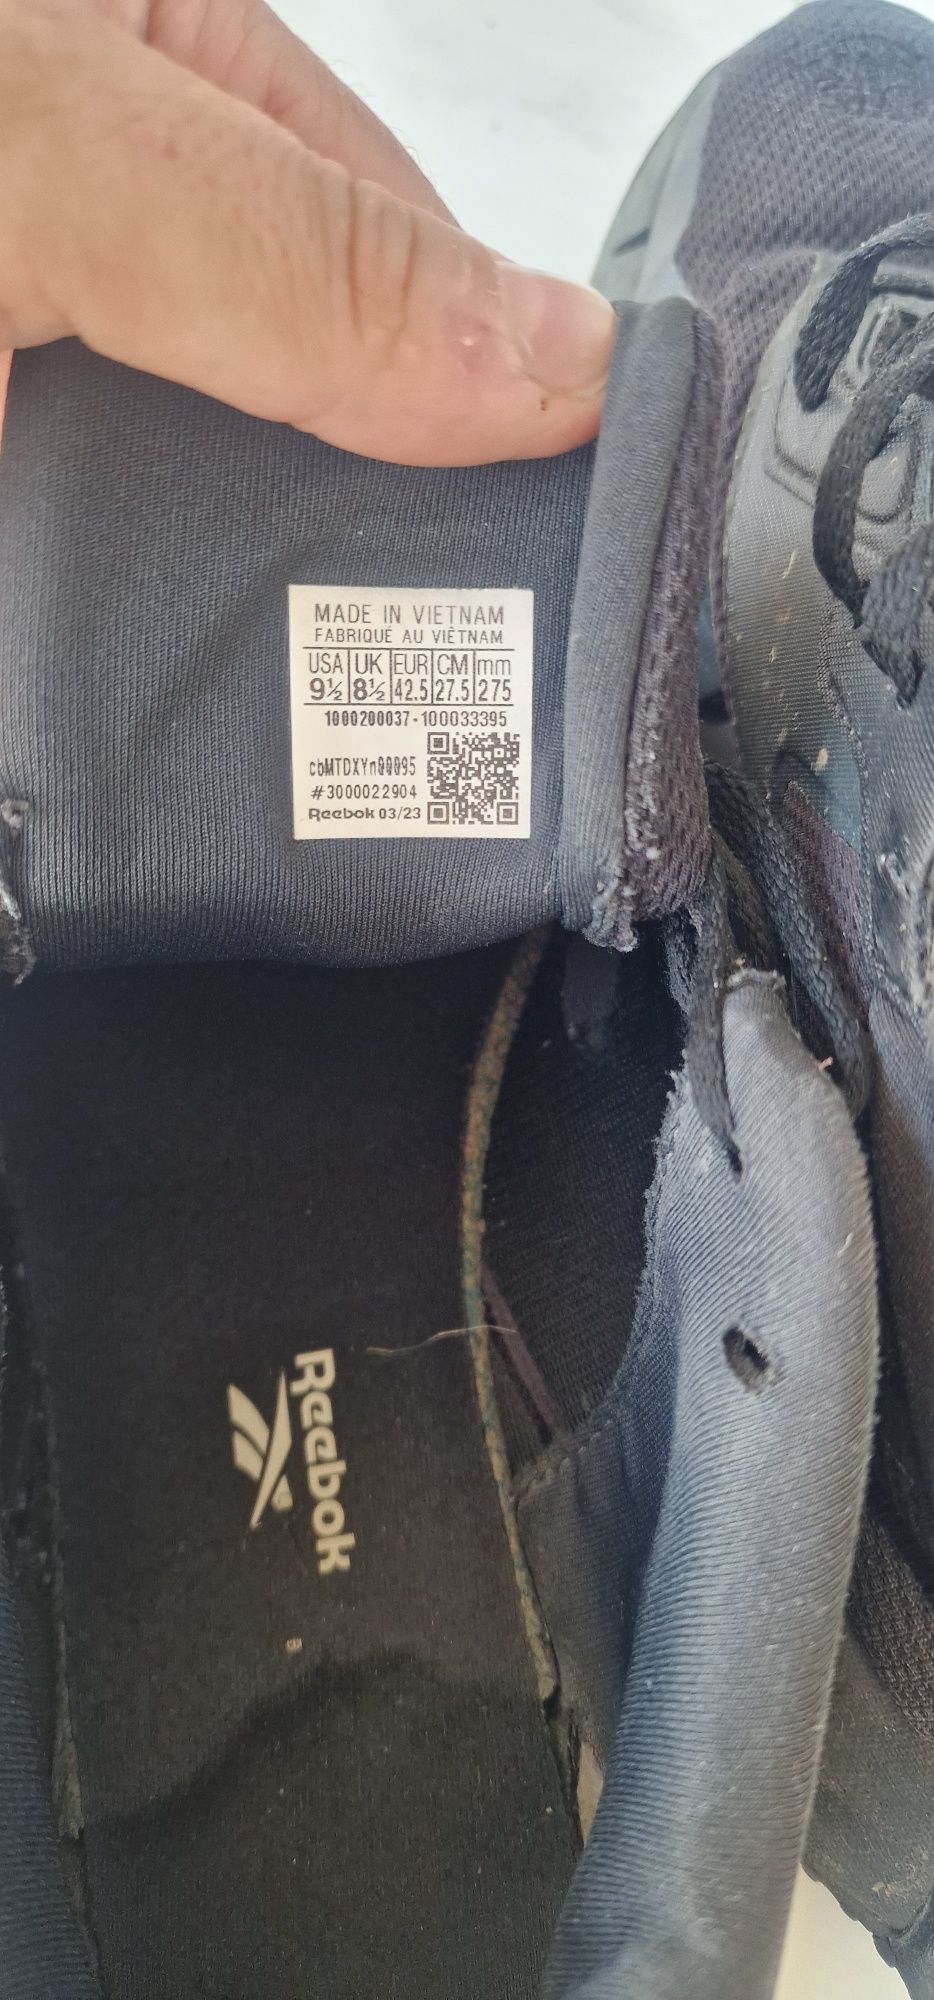 MADE IN VIETNAM
FABRIQUÉ AU VIÊTNAM
USA UK EUR CM mm
9½ 8½ 42.5 27.5 275
1000200037-100033395
#3000022904
Reebok 03/23
Reebok